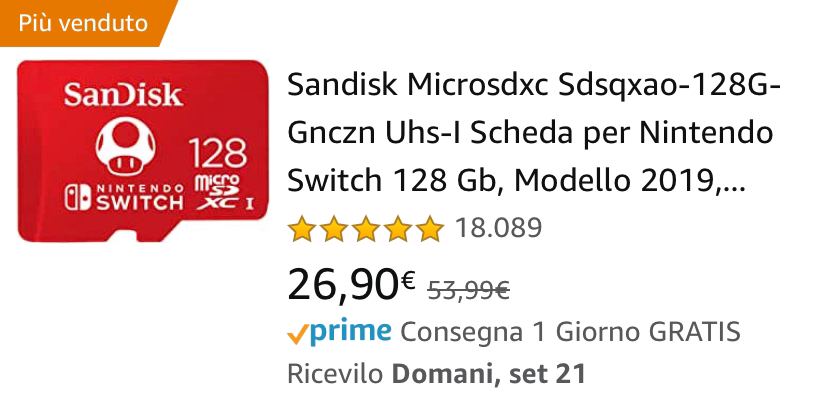 Più venduto
SanDisk
128
NINTENDO
SWITCH
micro
SD
XC I
Sandisk Microsdxc Sdsqxao-128G-
Gnczn Uhs-I Scheda per Nintendo
Switch 128 Gb, Modello 2019,...
18.089
26,90€ 53,99€
prime Consegna 1 Giorno GRATIS
Ricevilo Domani, set 21